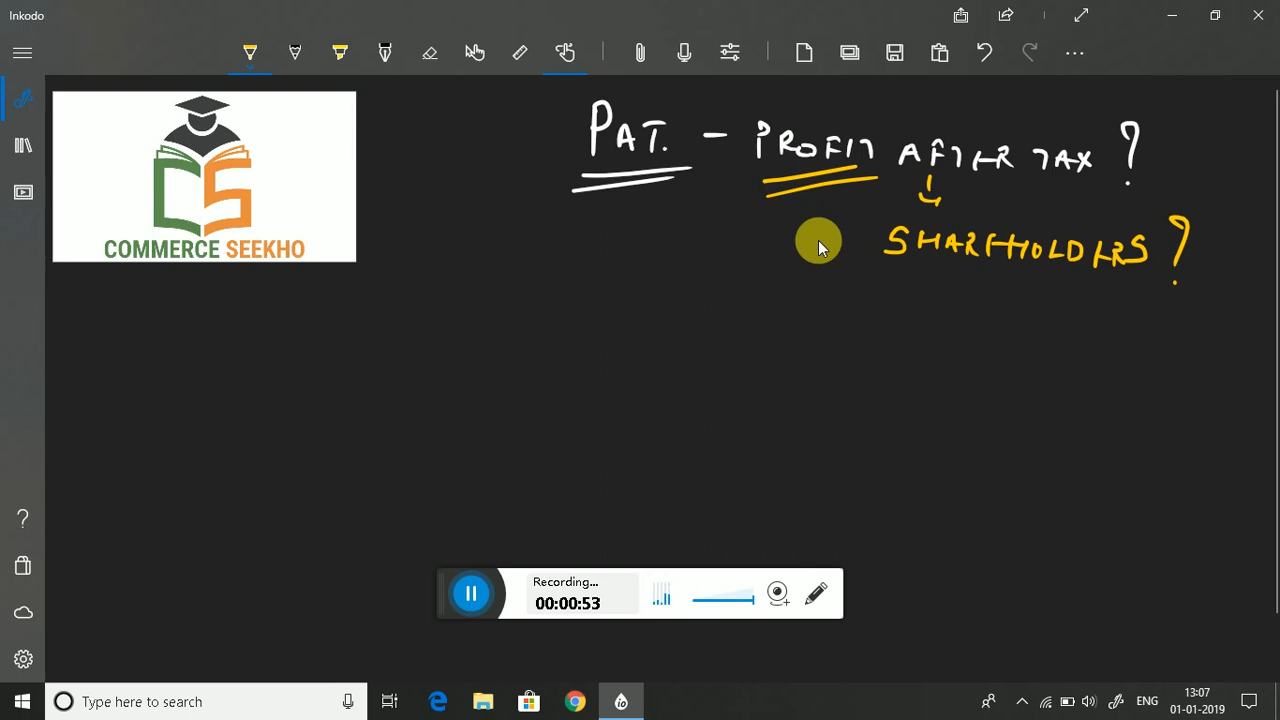 Inkodo
PAT. - PROFIT AFTER TAX ?
SHAREHOLDERS ?
COMMERCE SEEKHO
Recording...
00:00:53
Type here to search
ENG
13:07
01-01-2019